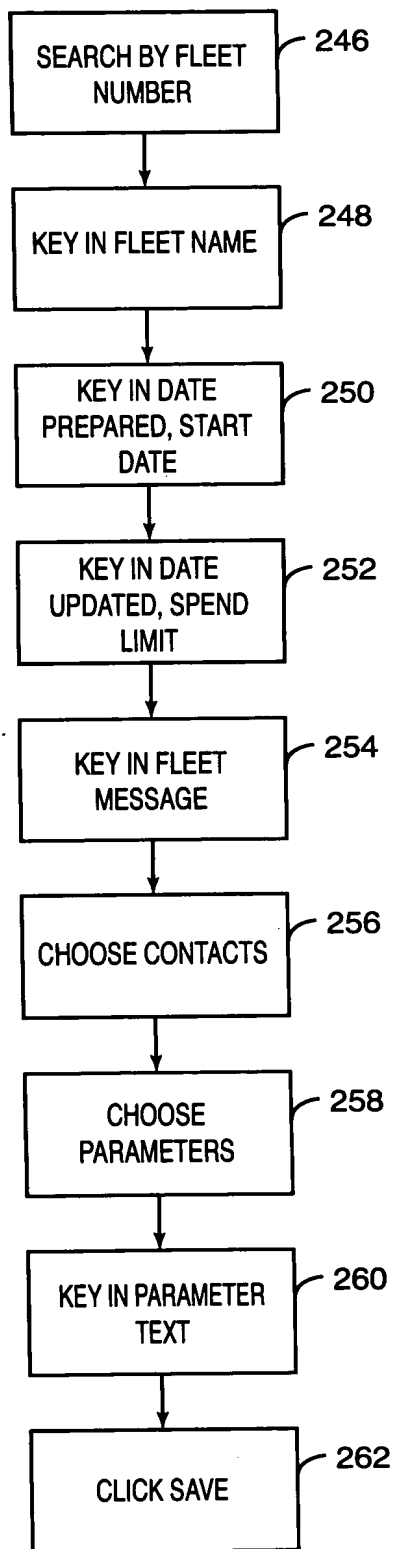 SEARCH BY FLEET
NUMBER
246
KEY IN FLEET NAME
248
KEY IN DATE
PREPARED, START
DATE
250
KEY IN DATE
UPDATED, SPEND
LIMIT
252
KEY IN FLEET
MESSAGE
254
CHOOSE CONTACTS
256
CHOOSE
PARAMETERS
258
KEY IN PARAMETER
TEXT
260
CLICK SAVE
262